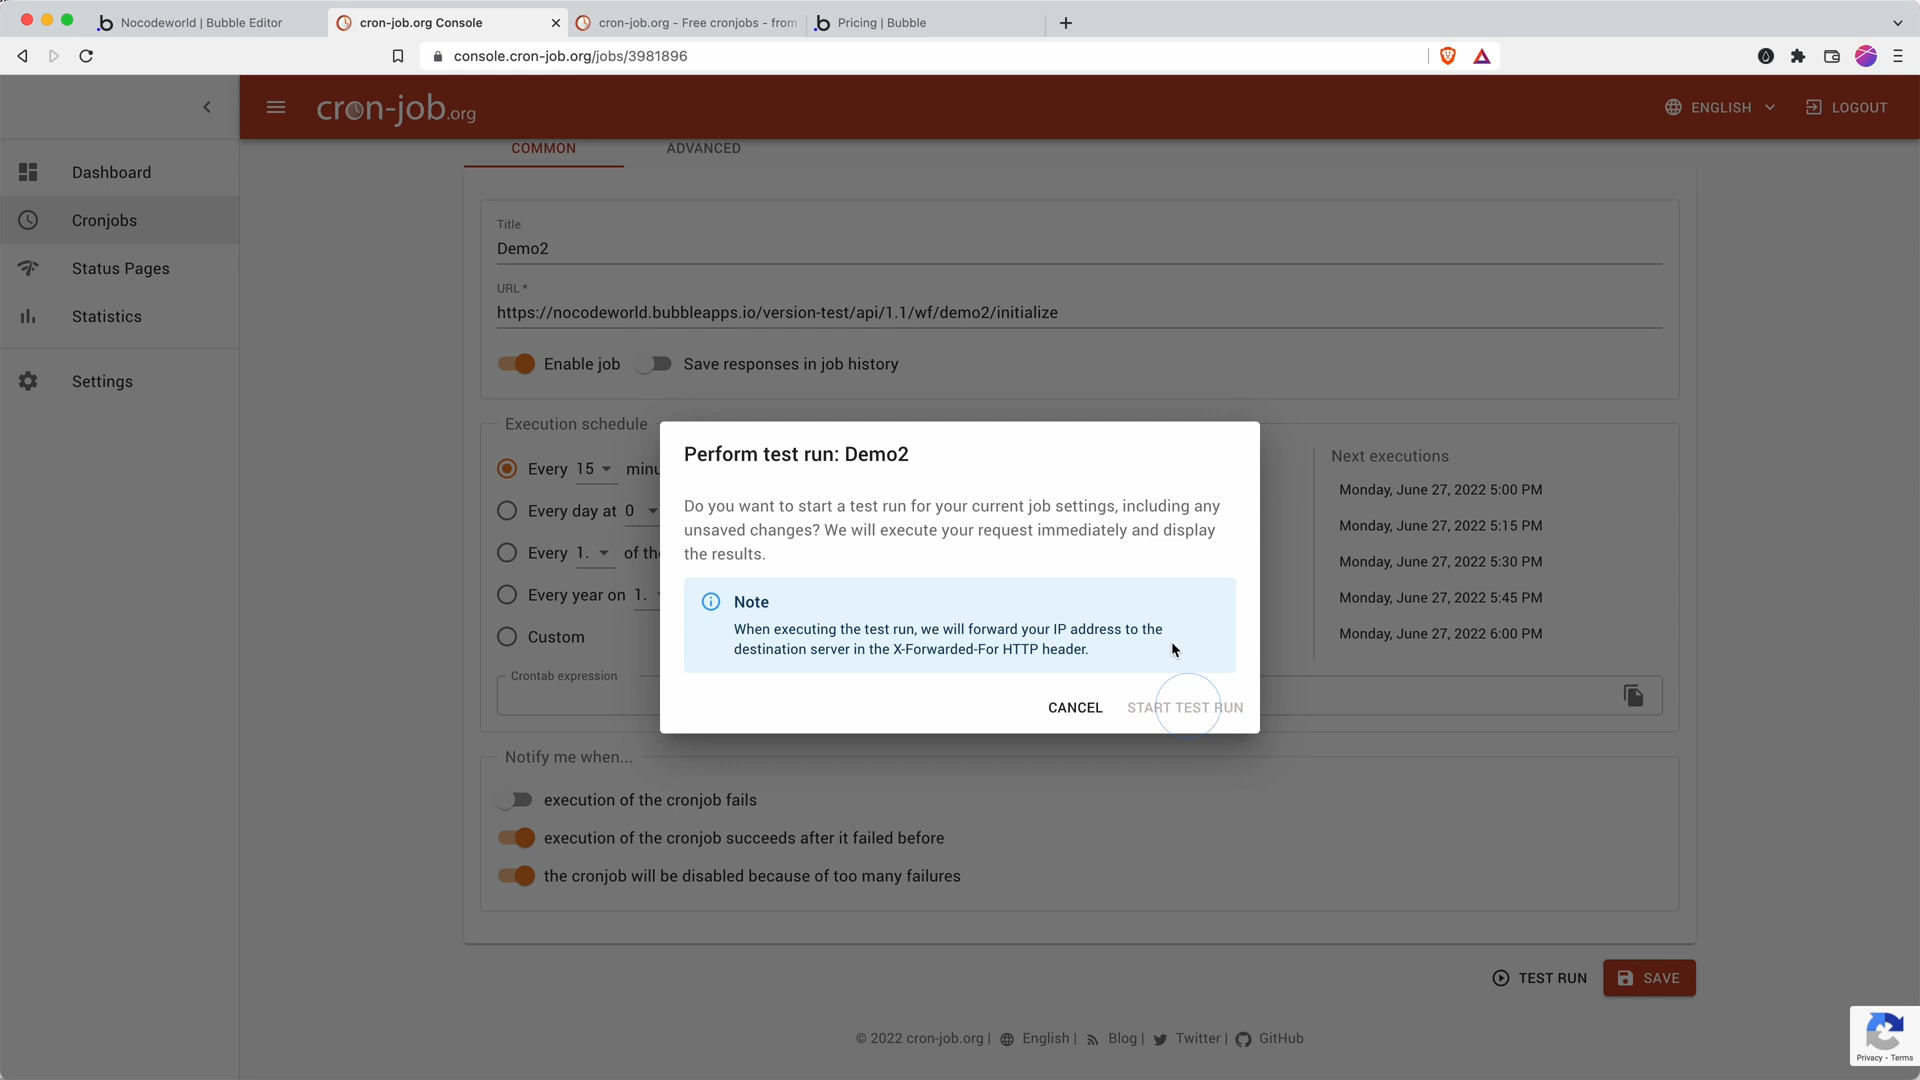 Nocodeworld | Bubble Editor
cron-job.org Console
cron-job.org - Free cronjobs - from
Pricing | Bubble
console.cron-job.org/jobs/3981896
cron-job.org
ENGLISH
LOGOUT
Dashboard
Cronjobs
Status Pages
Statistics
Settings
COMMON
ADVANCED
Title
Demo2
URL *
https://nocodeworld.bubbleapps.io/version-test/api/1.1/wf/demo2/initialize
Enable job
Save responses in job history
Execution schedule
Every 15 minu
Every day at 0
Every 1. of the
Every year on 1.
Custom
Crontab expression
Next executions
Monday, June 27, 2022 5:00 PM
Monday, June 27, 2022 5:15 PM
Monday, June 27, 2022 5:30 PM
Monday, June 27, 2022 5:45 PM
Monday, June 27, 2022 6:00 PM
Perform test run: Demo2
Do you want to start a test run for your current job settings, including any
unsaved changes? We will execute your request immediately and display
the results.
Note
When executing the test run, we will forward your IP address to the
destination server in the X-Forwarded-For HTTP header.
CANCEL
START TEST RUN
Notify me when...
execution of the cronjob fails
execution of the cronjob succeeds after it failed before
the cronjob will be disabled because of too many failures
TEST RUN
SAVE
© 2022 cron-job.org | English | Blog | Twitter | GitHub
Privacy - Terms